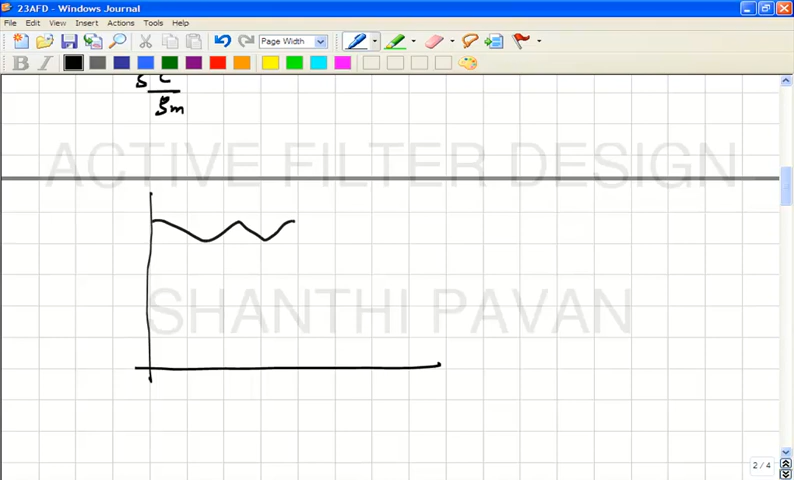 23AFD - Windows Journal
File Edit View Insert Actions Tools Help
Page Width
B I
m
ACTIVE FILTER DESIGN
SHANTHI PAVAN
2 / 4